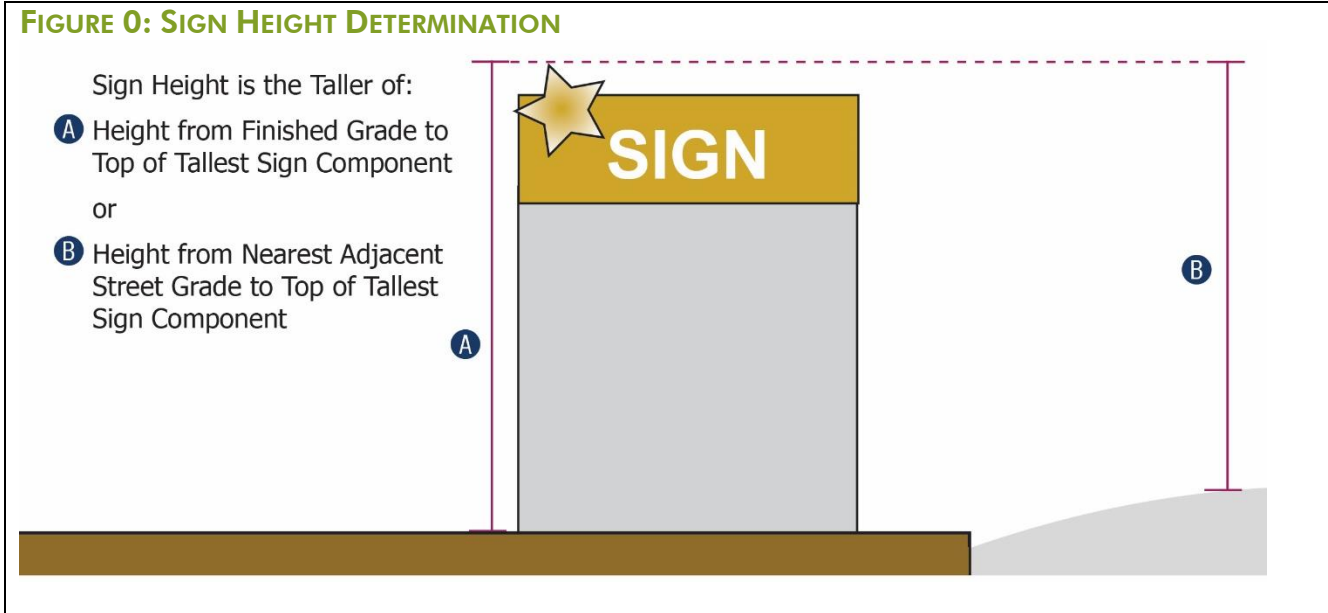 FIGURE 0: SIGN HEIGHT DETERMINATION
Sign Height is the Taller of:
A Height from Finished Grade to
Top of Tallest Sign Component
or
B Height from Nearest Adjacent
Street Grade to Top of Tallest
Sign Component
SIGN
A
B